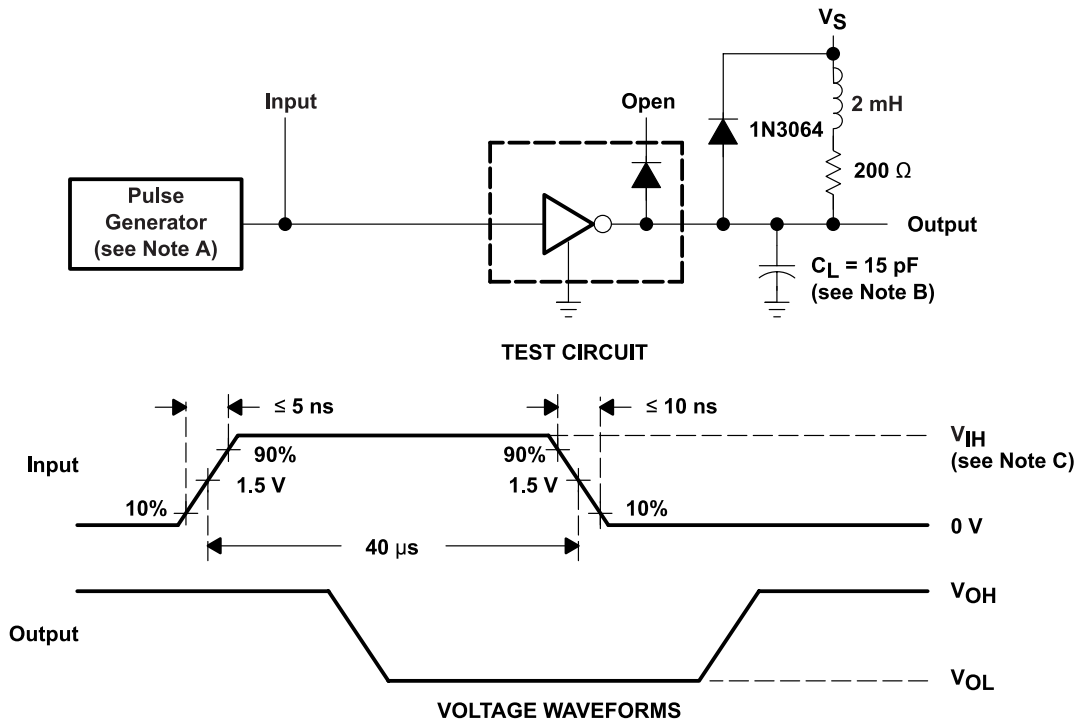 VS
Input
Open
2 mH
1N3064
200 Ω
Pulse
Generator
(see Note A)
Output
CL = 15 pF
(see Note B)
TEST CIRCUIT
≤ 5 ns
≤ 10 ns
Input
90%
90%
VIH
(see Note C)
1.5 V
1.5 V
10%
10%
0 V
40 μs
VOH
Output
VOL
VOLTAGE WAVEFORMS